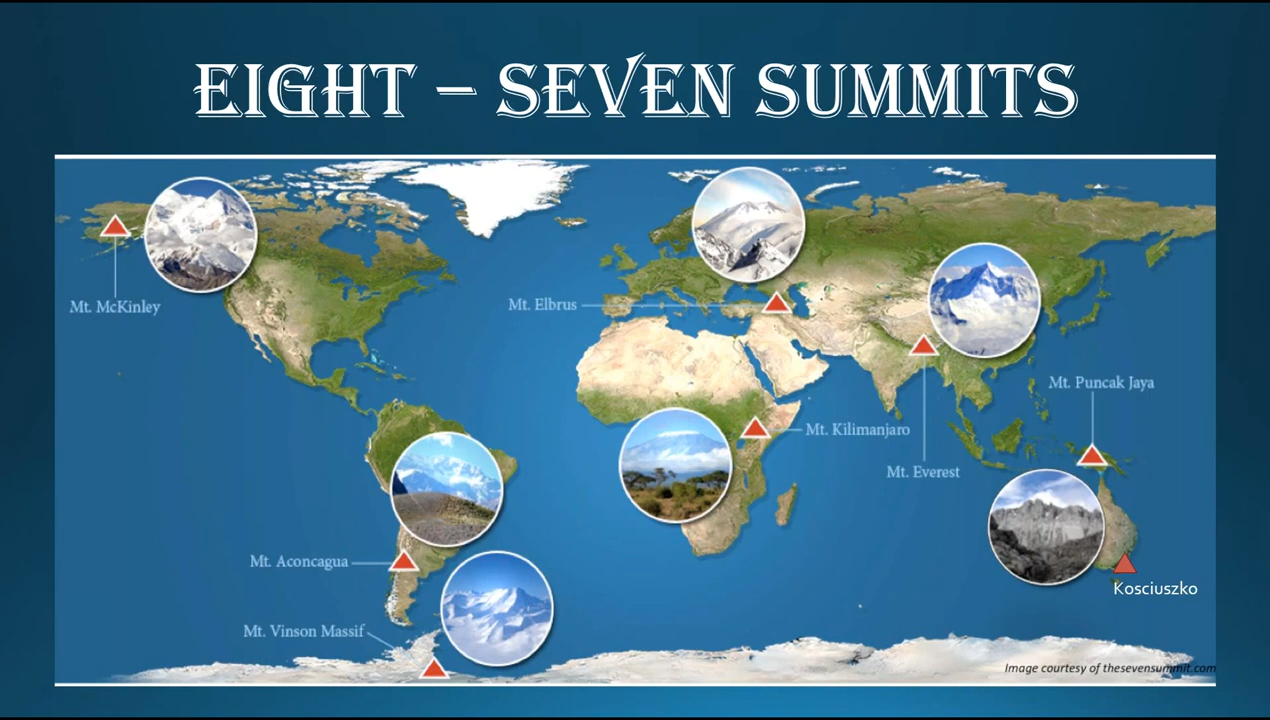 EIGHT – SEVEN SUMMITS
Mt. McKinley
Mt. Elbrus
Mt. Puncak Jaya
Mt. Kilimanjaro
Mt. Everest
Mt. Aconcagua
Kosciuszko
Mt. Vinson Massif
Image courtesy of thesevensummit.com